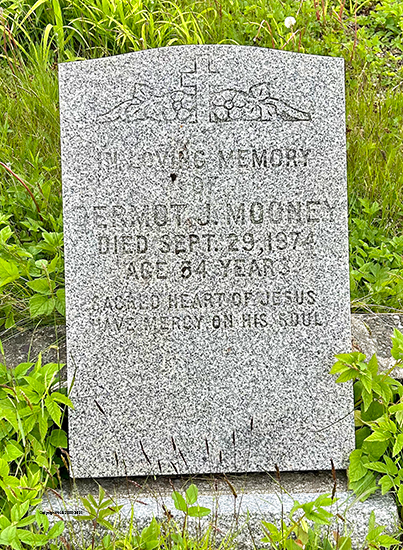 IN LOVING MEMORY
OF
DERMOT J. MOONEY
DIED SEPT. 29, 1974
AGE 64 YEARS
SACRED HEART OF JESUS
HAVE MERCY ON HIS SOUL